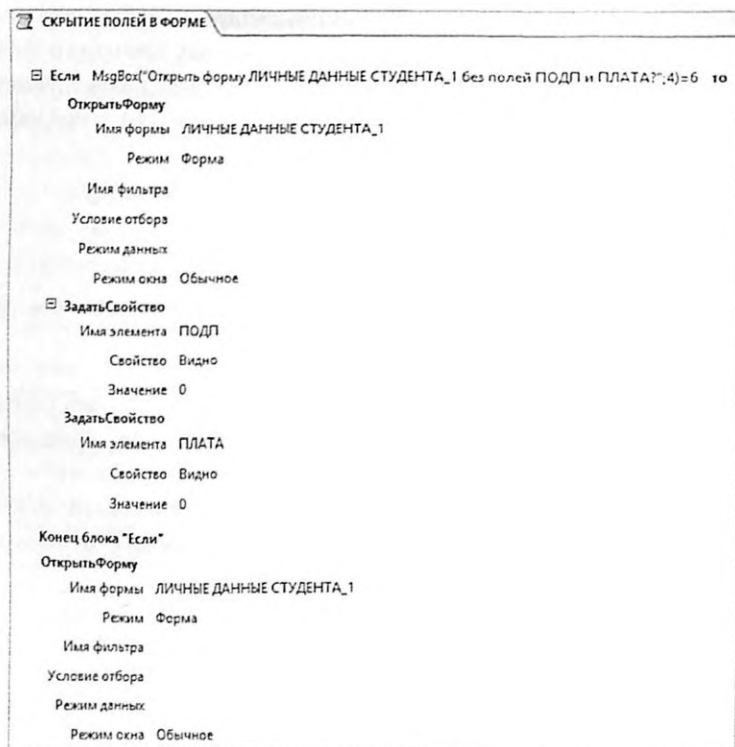 СКРЫТИЕ ПОЛЕЙ В ФОРМЕ
Если MsgBox("Открыть форму ЛИЧНЫЕ ДАННЫЕ СТУДЕНТА_1 без полей ПОДП и ПЛАТА?";4)=6 то
ОткрытьФорму
Имя формы ЛИЧНЫЕ ДАННЫЕ СТУДЕНТА_1
Режим Форма
Имя фильтра
Условие отбора
Режим данных
Режим окна Обычное
ЗадатьСвойство
Имя элемента ПОДП
Свойство Видно
Значение 0
ЗадатьСвойство
Имя элемента ПЛАТА
Свойство Видно
Значение 0
Конец блока "Если"
ОткрытьФорму
Имя формы ЛИЧНЫЕ ДАННЫЕ СТУДЕНТА_1
Режим Форма
Имя фильтра
Условие отбора
Режим данных
Режим окна Обычное